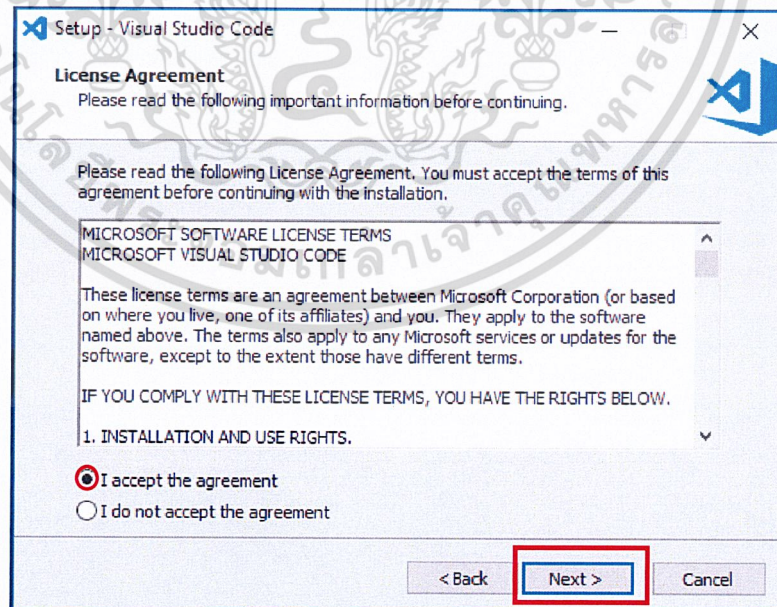 Setup - Visual Studio Code
License Agreement
Please read the following important information before continuing.
Please read the following License Agreement. You must accept the terms of this
agreement before continuing with the installation.
MICROSOFT SOFTWARE LICENSE TERMS
MICROSOFT VISUAL STUDIO CODE
These license terms are an agreement between Microsoft Corporation (or based
on where you live, one of its affiliates) and you. They apply to the software
named above. The terms also apply to any Microsoft services or updates for the
software, except to the extent those have different terms.
IF YOU COMPLY WITH THESE LICENSE TERMS, YOU HAVE THE RIGHTS BELOW.
1. INSTALLATION AND USE RIGHTS.
I accept the agreement
I do not accept the agreement
< Back
Next >
Cancel